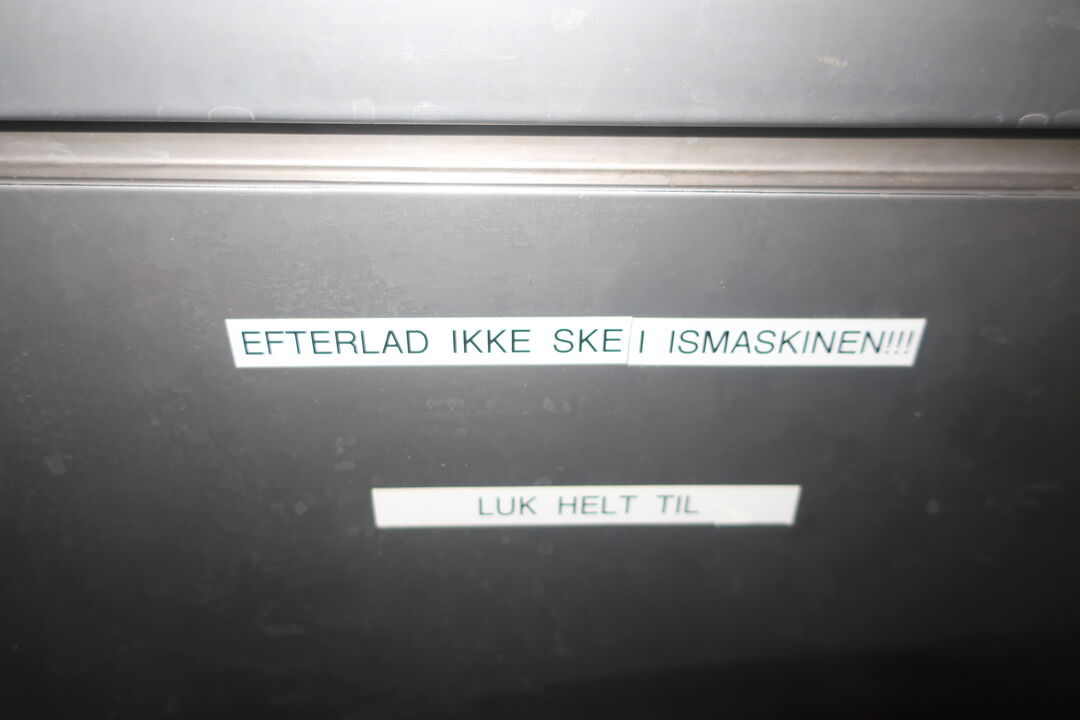 EFTERLAD IKKE SKE I ISMASKINEN!!!
LUK HELT TIL